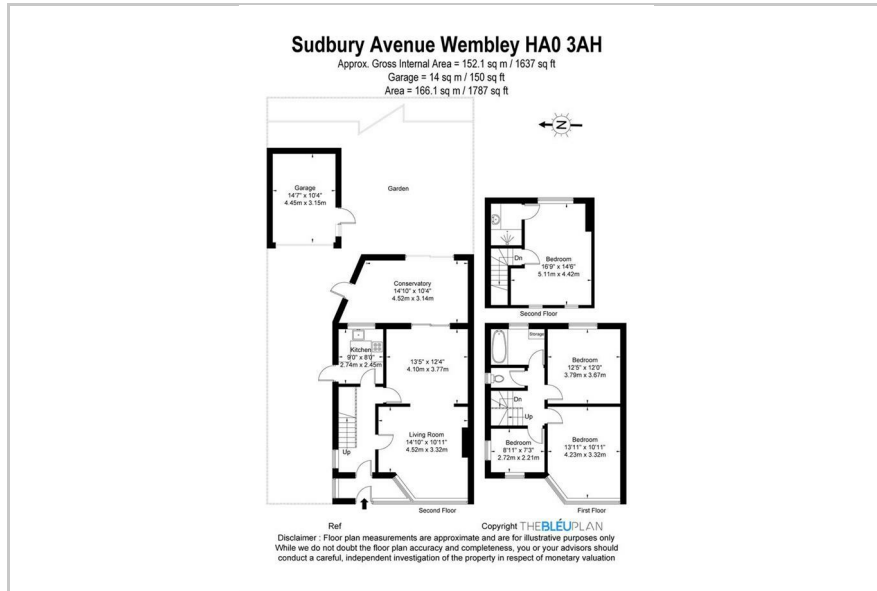 Sudbury Avenue Wembley HA0 3AH
Approx. Gross Internal Area = 152.1 sq m / 1637 sq ft
Garage = 14 sq m / 150 sq ft
Area = 166.1 sq m / 1787 sq ft
N
Garage
14'7" x 10'4"
4.45m x 3.15m
Garden
Conservatory
14'10" x 10'4"
4.52m x 3.14m
Kitchen
9'0" x 8'0"
2.74m x 2.45m
13'5" x 12'4"
4.10m x 3.77m
Living Room
14'10" x 10'11"
4.52m x 3.32m
Up
Second Floor
Dn
Bedroom
16'9" x 14'6"
5.11m x 4.42m
Second Floor
Storage
Bedroom
12'5" x 12'0"
3.79m x 3.67m
Dn
Up
Bedroom
8'11" x 7'3"
2.72m x 2.21m
Bedroom
13'11" x 10'11"
4.23m x 3.32m
First Floor
Ref
Copyright THEBLÉUPLAN
Disclaimer : Floor plan measurements are approximate and are for illustrative purposes only
While we do not doubt the floor plan accuracy and completeness, you or your advisors should
conduct a careful, independent investigation of the property in respect of monetary valuation